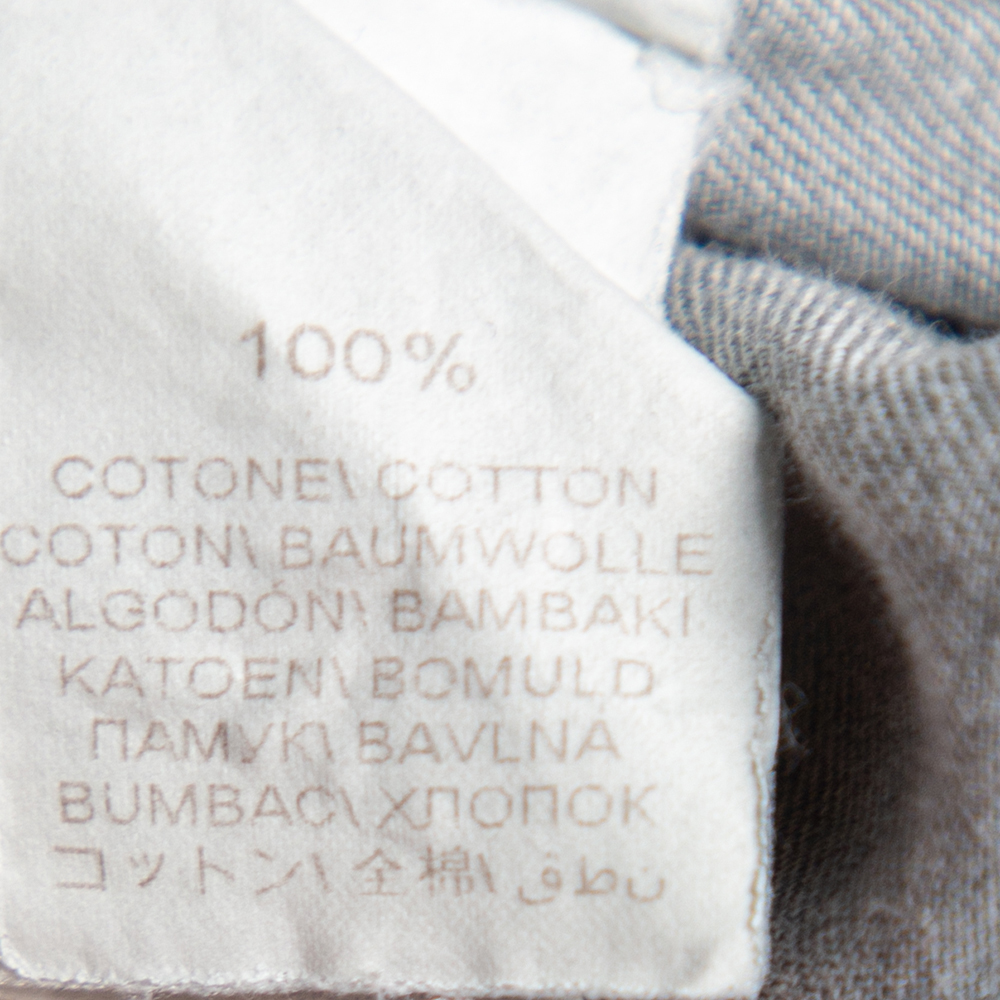 100%
COTONE\ COTTON
COTON\ BAUMWOLLE
ALGODÓN\ BAMBAKI
KATOEN\ BOMULD
ПАМУК\ BAVLNA
BUMBAC\ ХЛОПОК
コットン\ 全棉\ قطن